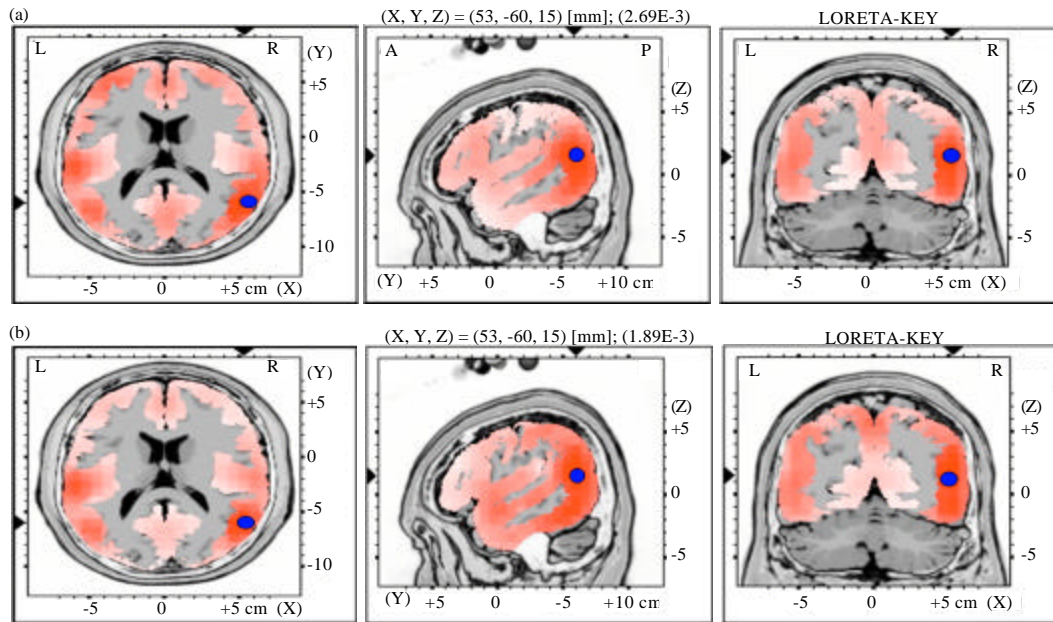 (a)
(X, Y, Z) = (53, -60, 15) [mm]; (2.69E-3)
LORETA-KEY
L R (Y)
+5
0
-5
-10
-5 0 +5 cm (X)
A P
(Z)
+5
0
-5
(Y) +5 0 -5 +10 cm
L R
(Z)
+5
0
-5
-5 0 +5 cm (X)
(b)
(X, Y, Z) = (53, -60, 15) [mm]; (1.89E-3)
LORETA-KEY
L R (Y)
+5
0
-5
-10
-5 0 +5 cm (X)
(Z)
+5
0
-5
(Y) +5 0 -5 +10 cm
L R
(Z)
+5
0
-5
-5 0 +5 cm (X)